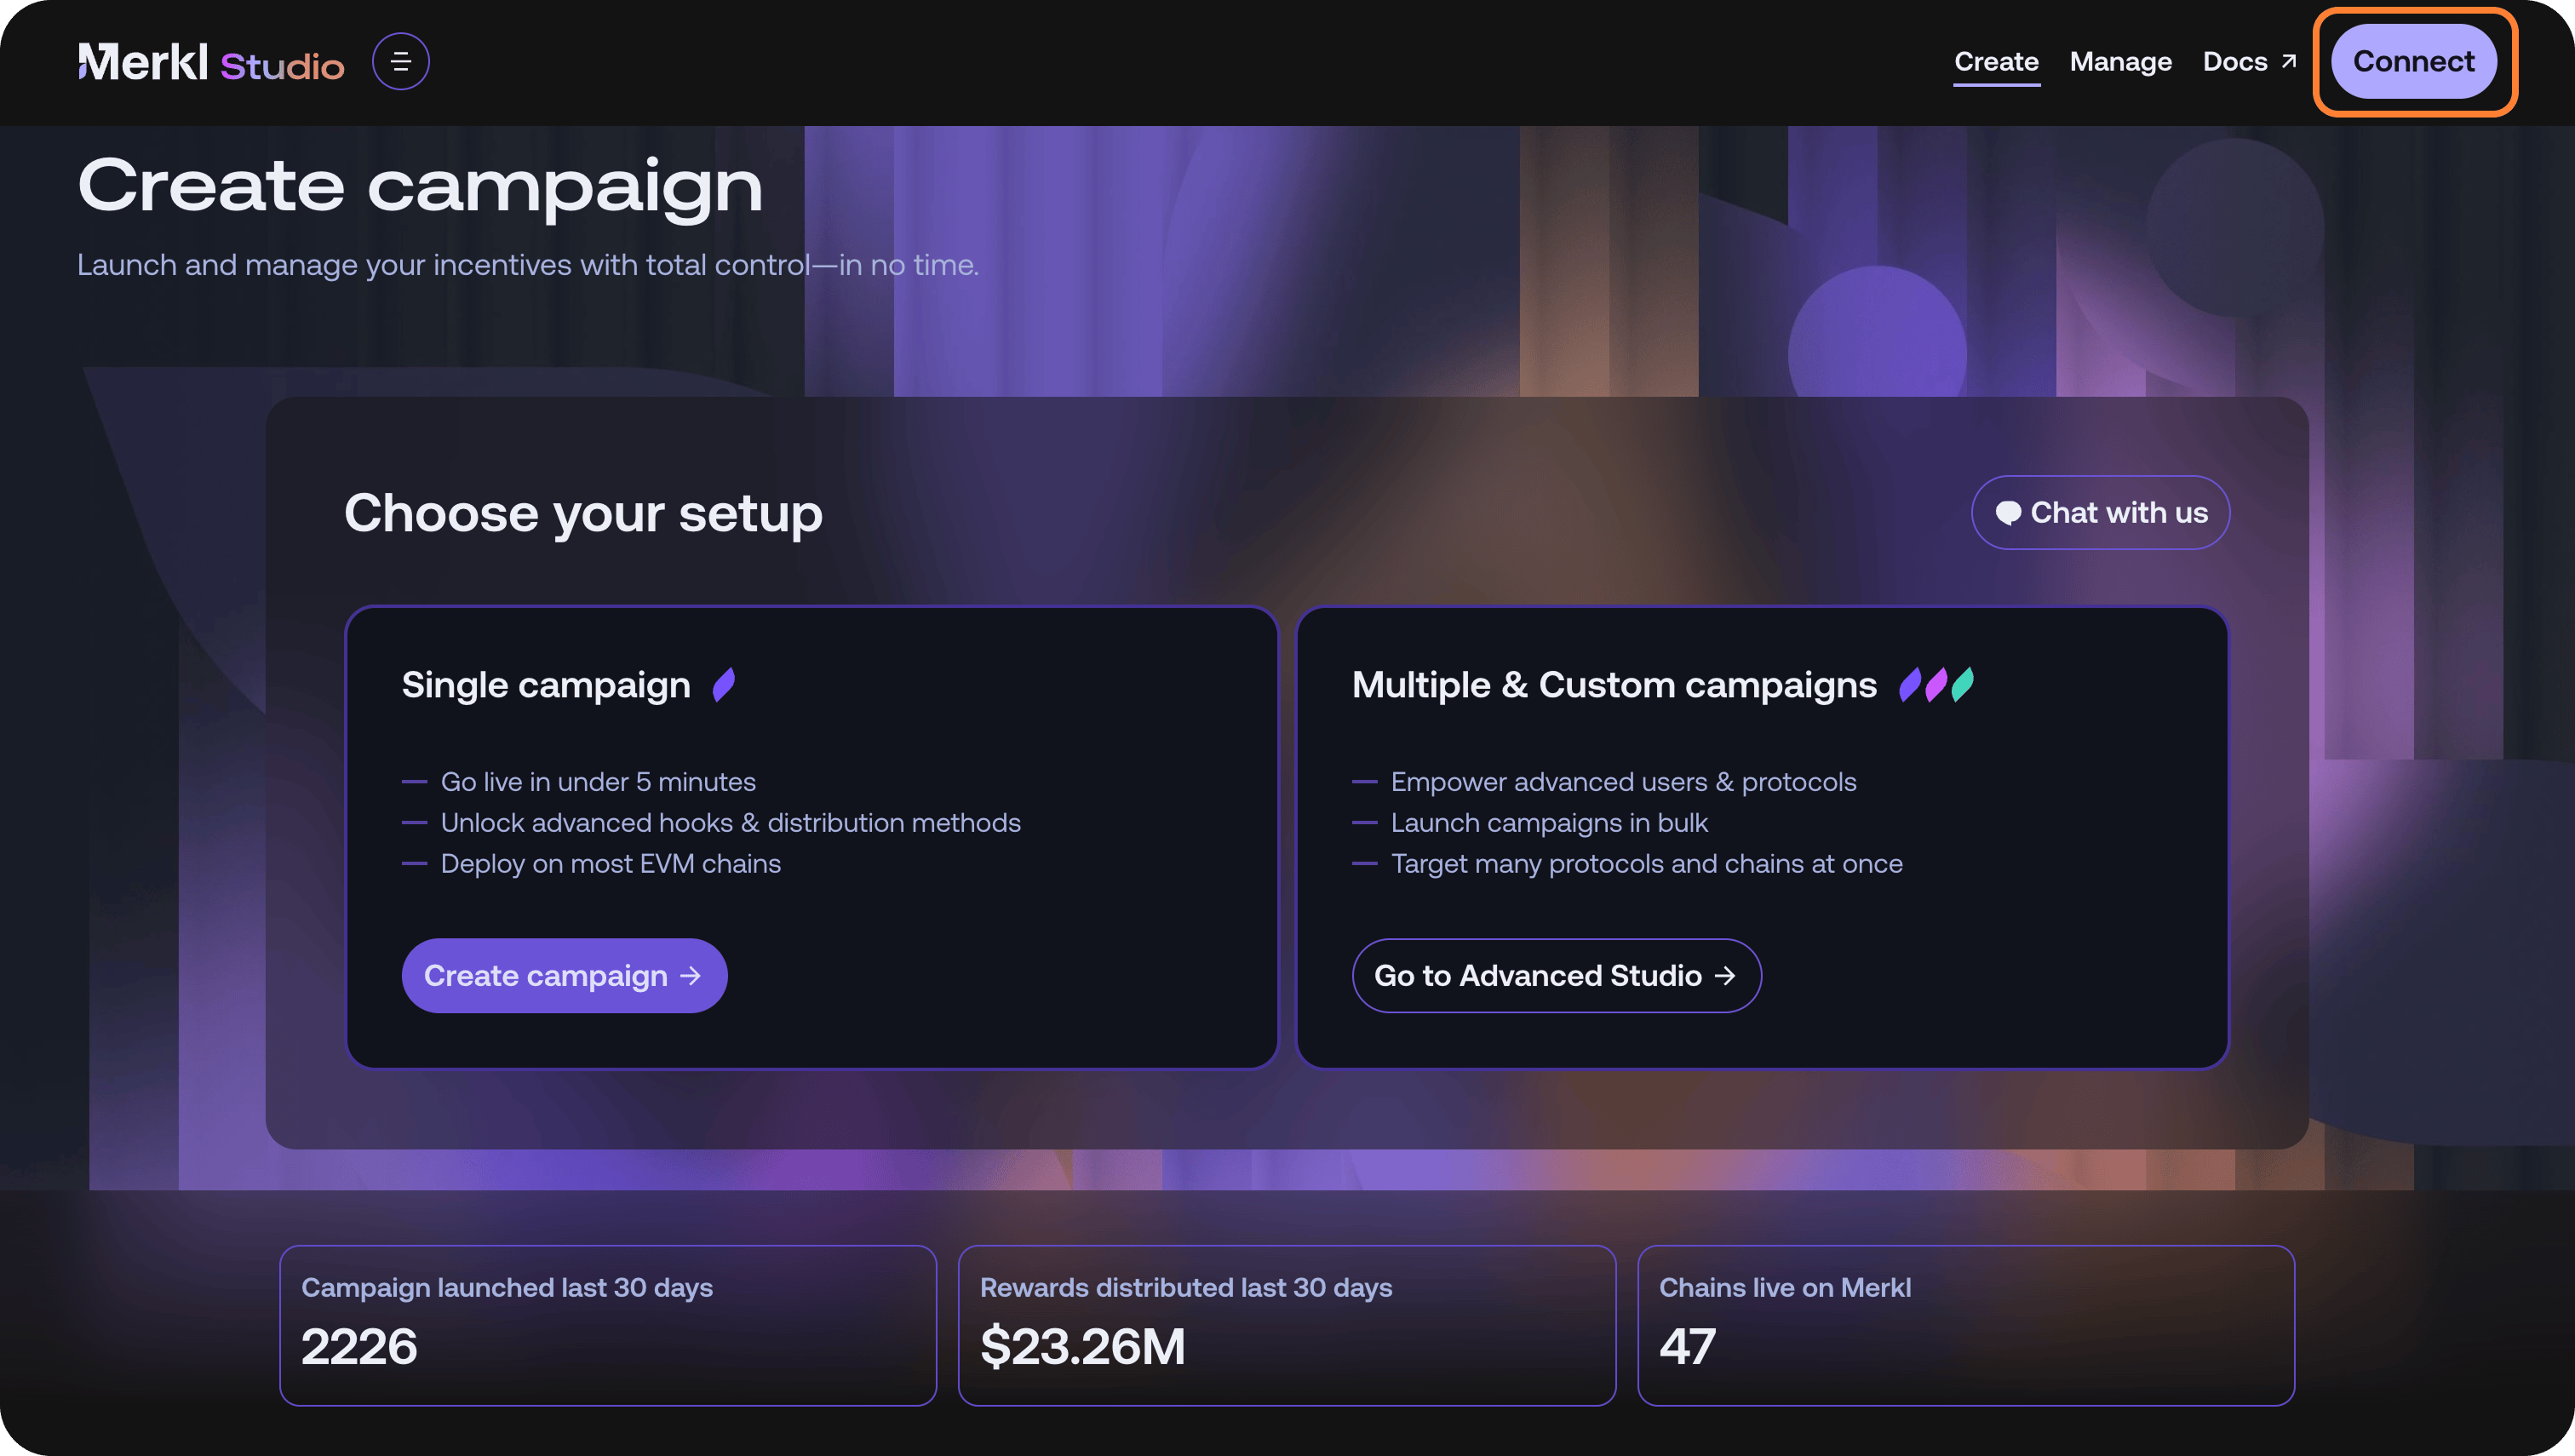 Merkl Studio
Create
Manage
Docs
Connect
Create campaign
Launch and manage your incentives with total control—in no time.
Choose your setup
Chat with us
Single campaign
Go live in under 5 minutes
Unlock advanced hooks & distribution methods
Deploy on most EVM chains
Create campaign →
Multiple & Custom campaigns
Empower advanced users & protocols
Launch campaigns in bulk
Target many protocols and chains at once
Go to Advanced Studio →
Campaign launched last 30 days
2226
Rewards distributed last 30 days
$23.26M
Chains live on Merkl
47